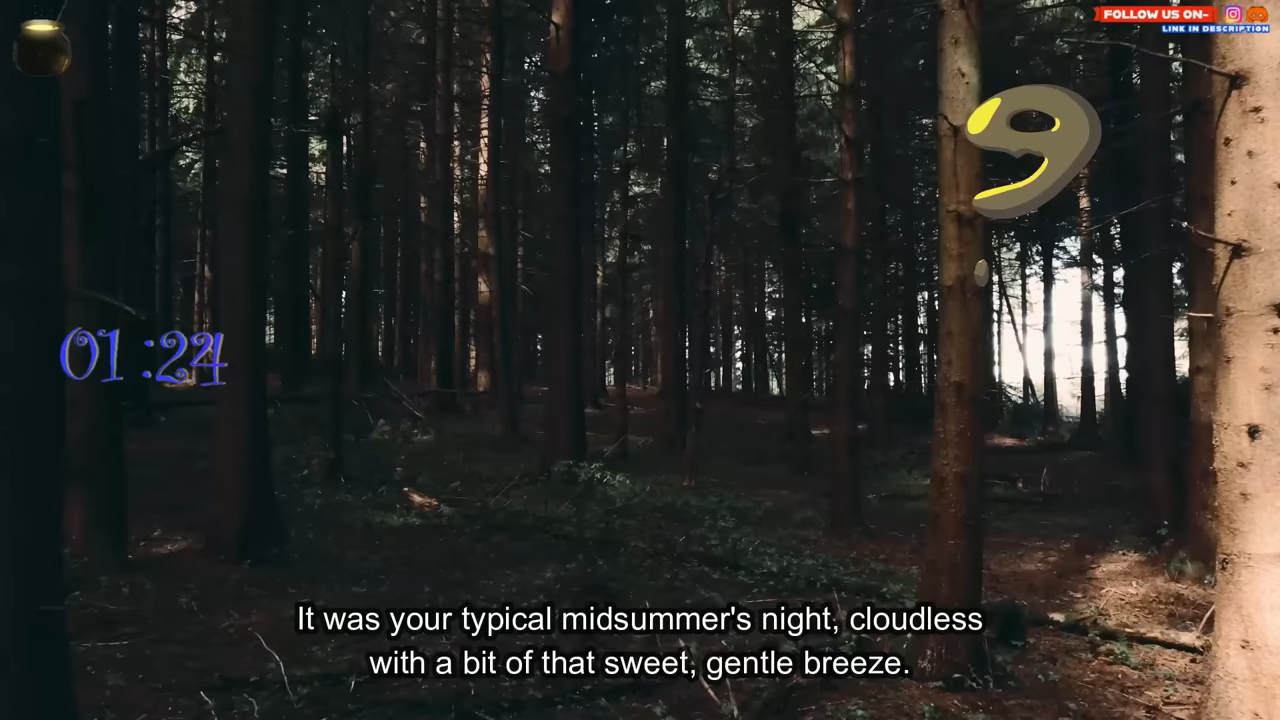 FOLLOW US ON-
LINK IN DESCRIPTION
9
01 :24
It was your typical midsummer's night, cloudless
with a bit of that sweet, gentle breeze.